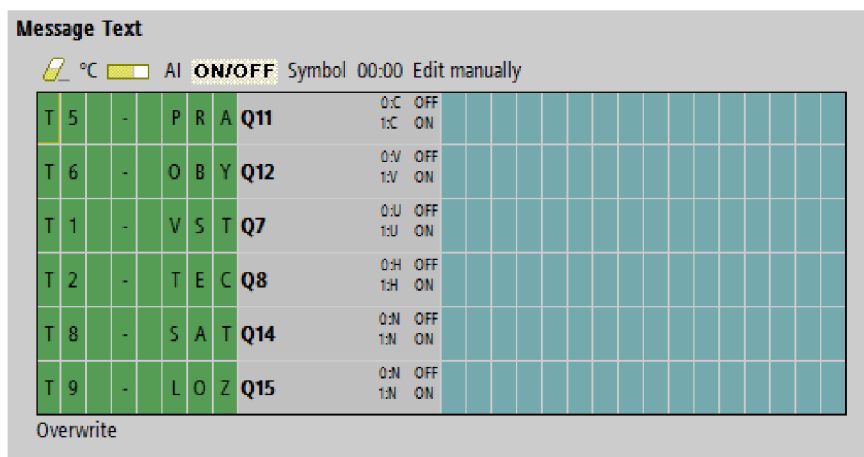 Message Text
°C AI ON/OFF Symbol 00:00 Edit manually
T 5 - P R A Q11 0:C OFF
1:C ON
T 6 - O B Y Q12 0:V OFF
1:V ON
T 1 - V S T Q7 0:U OFF
1:U ON
T 2 - T E C Q8 0:H OFF
1:H ON
T 8 - S A T Q14 0:N OFF
1:N ON
T 9 - L O Z Q15 0:N OFF
1:N ON
Overwrite